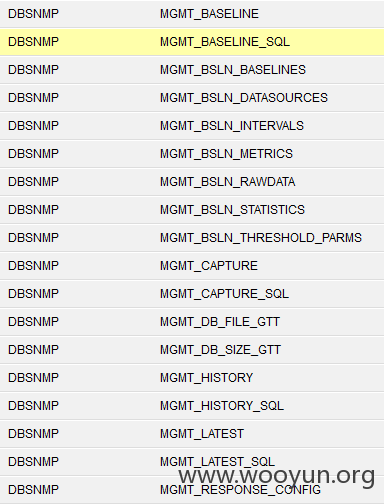 DBSNMP MGMT_BASELINE
DBSNMP MGMT_BASELINE_SQL
DBSNMP MGMT_BSLN_BASELINES
DBSNMP MGMT_BSLN_DATASOURCES
DBSNMP MGMT_BSLN_INTERVALS
DBSNMP MGMT_BSLN_METRICS
DBSNMP MGMT_BSLN_RAWDATA
DBSNMP MGMT_BSLN_STATISTICS
DBSNMP MGMT_BSLN_THRESHOLD_PARMS
DBSNMP MGMT_CAPTURE
DBSNMP MGMT_CAPTURE_SQL
DBSNMP MGMT_DB_FILE_GTT
DBSNMP MGMT_DB_SIZE_GTT
DBSNMP MGMT_HISTORY
DBSNMP MGMT_HISTORY_SQL
DBSNMP MGMT_LATEST
DBSNMP MGMT_LATEST_SQL
www.wooyun.org
DBSNMP MGMT_RESPONSE_CONFIG